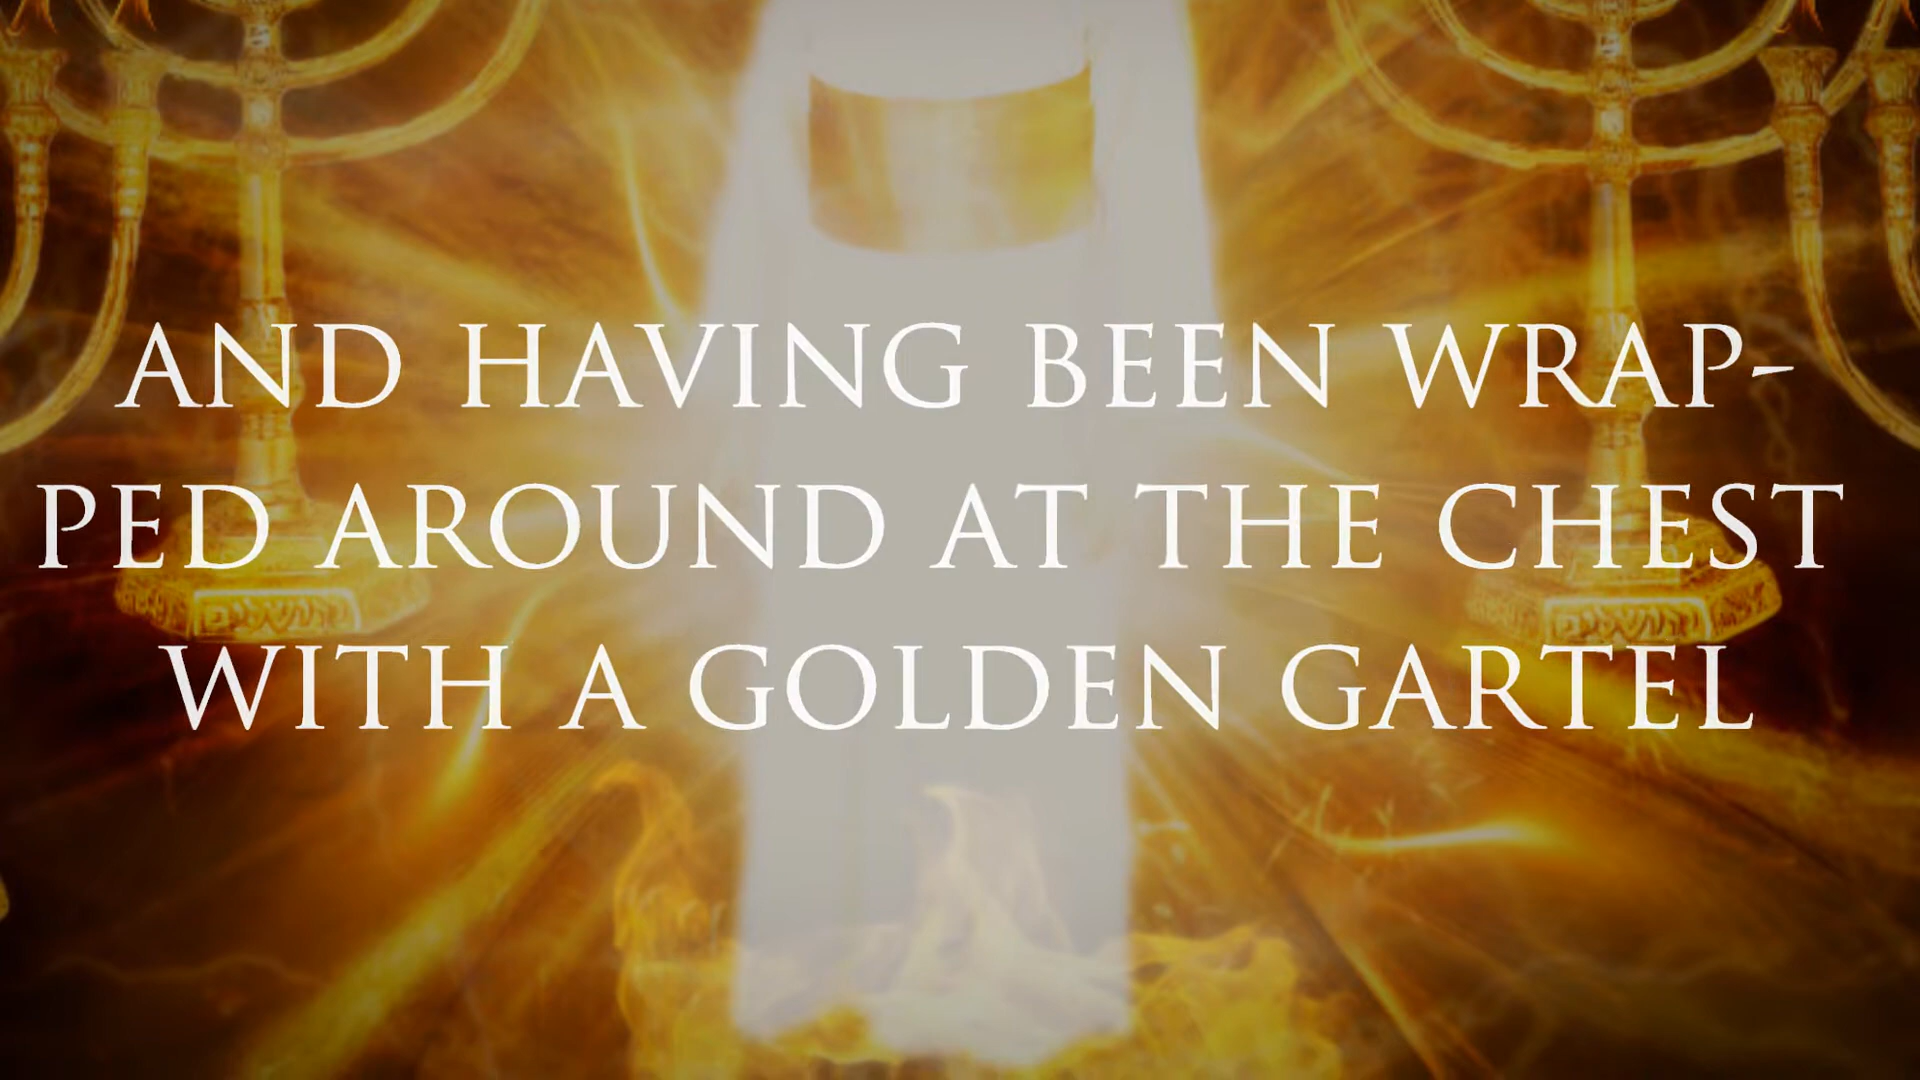 AND HAVING BEEN WRAP-
PED AROUND AT THE CHEST
WITH A GOLDEN GARTEL